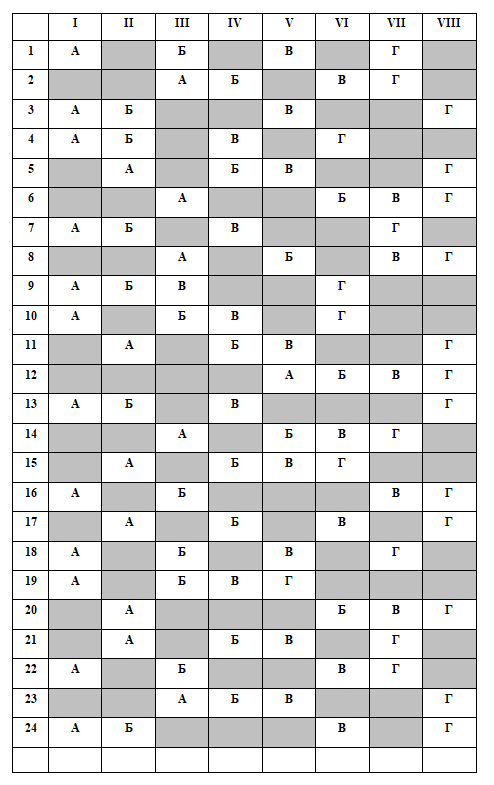 I II III IV V VI VII VIII
1 А Б В Г
2 А Б В Г
3 А Б В Г
4 А Б В Г
5 А Б В Г
6 А Б В Г
7 А Б В Г
8 А Б В Г
9 А Б В Г
10 А Б В Г
11 А Б В Г
12 А Б В Г
13 А Б В Г
14 А Б В Г
15 А Б В Г
16 А Б В Г
17 А Б В Г
18 А Б В Г
19 А Б В Г
20 А Б В Г
21 А Б В Г
22 А Б В Г
23 А Б В Г
24 А Б В Г